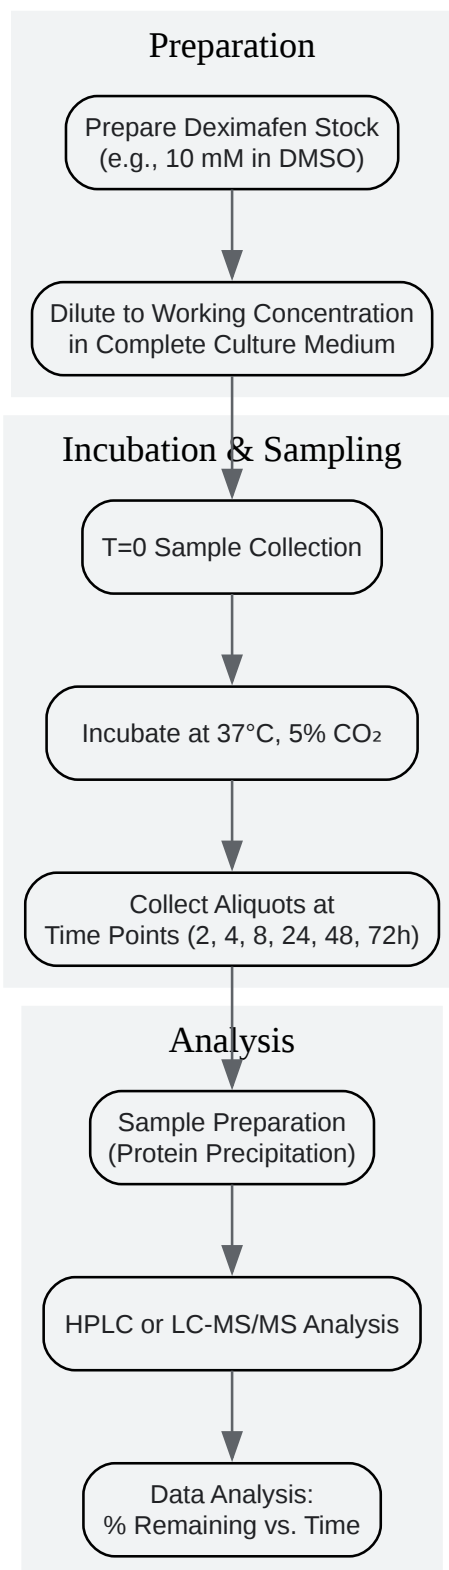 Preparation
Prepare Deximafen Stock
(e.g., 10 mM in DMSO)
Dilute to Working Concentration
in Complete Culture Medium
Incubation & Sampling
T=0 Sample Collection
Incubate at 37°C, 5% CO₂
Collect Aliquots at
Time Points (2, 4, 8, 24, 48, 72h)
Analysis
Sample Preparation
(Protein Precipitation)
HPLC or LC-MS/MS Analysis
Data Analysis:
% Remaining vs. Time